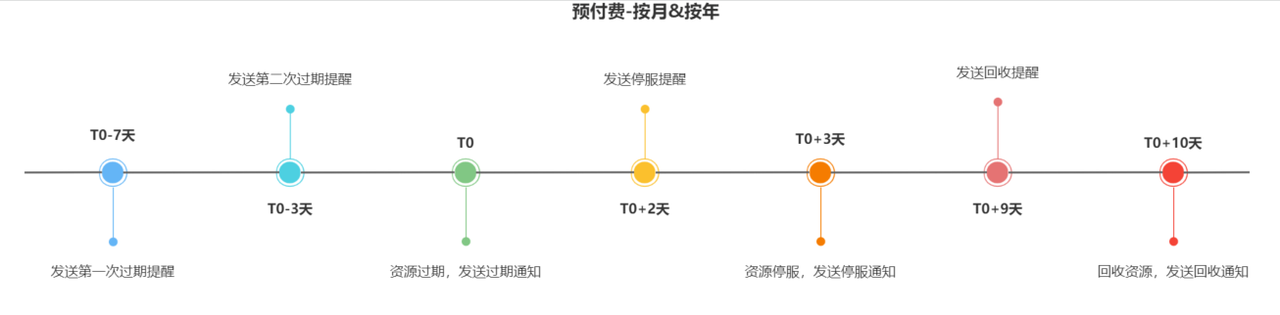 预付费-按月&按年
发送第二次过期提醒
发送停服提醒
发送回收提醒
T0-7天
T0
T0+3天
T0+10天
T0-3天
T0+2天
T0+9天
发送第一次过期提醒
资源过期，发送过期通知
资源停服，发送停服通知
回收资源，发送回收通知